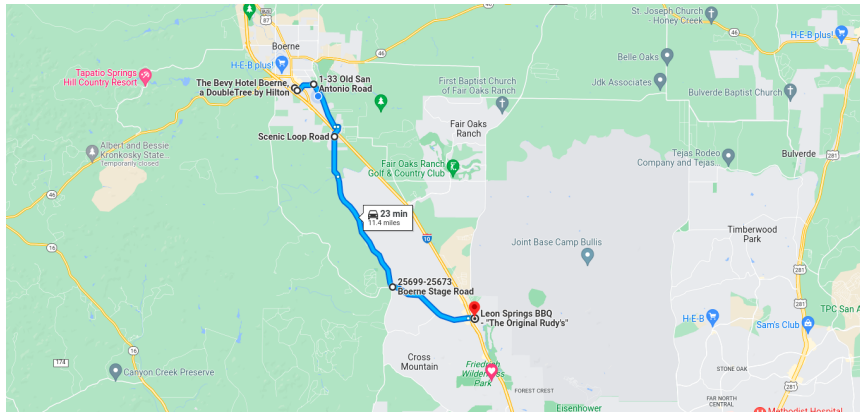 St. Joseph Church -
Honey Creek
87
46
Boerne
H-E-B plus!
46
H-E-B plus!
Belle Oaks
Tapatio Springs
Hill Country Resort
The Bevy Hotel Boerne,
a DoubleTree by Hilton
1-33 Old San
Antonio Road
First Baptist Church
of Fair Oaks Ranch
Jdk Associates
Bulverde Baptist Church
Fair Oaks
Ranch
Scenic Loop Road
Albert and Bessie
Kronkosky State
Temporarily closed
Fair Oaks Ranch
Golf & Country Club
Tejas Rodeo
Company and Tejas...
Bulverde
281
46
23 min
11.4 miles
10
Joint Base Camp Bullis
Timberwood
Park
281
25699-25673
Boerne Stage Road
281
Leon Springs BBQ
- "The Original Rudy's"
H-E-B
Sam's Club
TPC San A
16
16
174
Canyon Creek Preserve
Cross
Mountain
Friedrich
Wilderness
Park
STONE OAK
FOREST CREST
FAR NORTH
CENTRAL
Eisenhower
Methodist Hospital